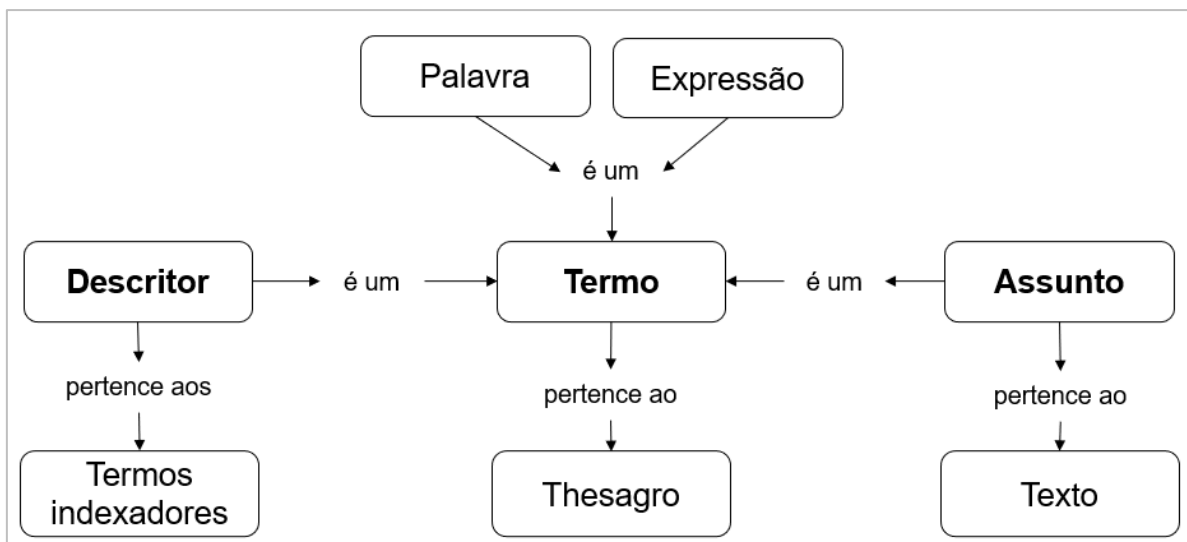 Palavra
Expressão
é um
Descritor
é um
Termo
é um
Assunto
pertence aos
pertence ao
pertence ao
Termos
indexadores
Thesagro
Texto